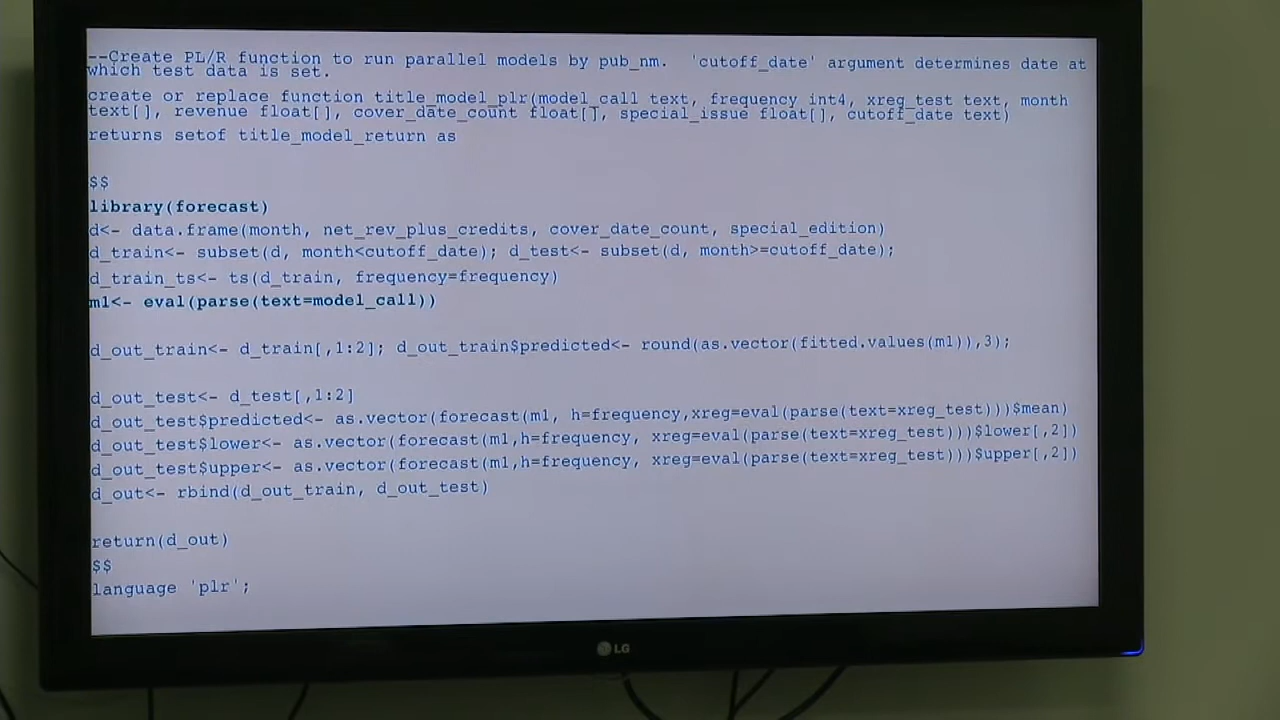 --Create PL/R function to run parallel models by pub_nm.  'cutoff_date' argument determines date at
which test data is set.
create or replace function title_model_plr(model_call text, frequency int4, xreg_test text, month
text[], revenue float[], cover_date_count float[], special_issue float[], cutoff_date text)
returns setof title_model_return as
$$
library(forecast)
d<- data.frame(month, net_rev_plus_credits, cover_date_count, special_edition)
d_train<- subset(d, month<cutoff_date); d_test<- subset(d, month>=cutoff_date);
d_train_ts<- ts(d_train, frequency=frequency)
m1<- eval(parse(text=model_call))
d_out_train<- d_train[,1:2]; d_out_train$predicted<- round(as.vector(fitted.values(m1)),3);
d_out_test<- d_test[,1:2]
d_out_test$predicted<- as.vector(forecast(m1, h=frequency,xreg=eval(parse(text=xreg_test)))$mean)
d_out_test$lower<- as.vector(forecast(m1,h=frequency, xreg=eval(parse(text=xreg_test)))$lower[,2])
d_out_test$upper<- as.vector(forecast(m1,h=frequency, xreg=eval(parse(text=xreg_test)))$upper[,2])
d_out<- rbind(d_out_train, d_out_test)
return(d_out)
$$
language 'plr';
LG